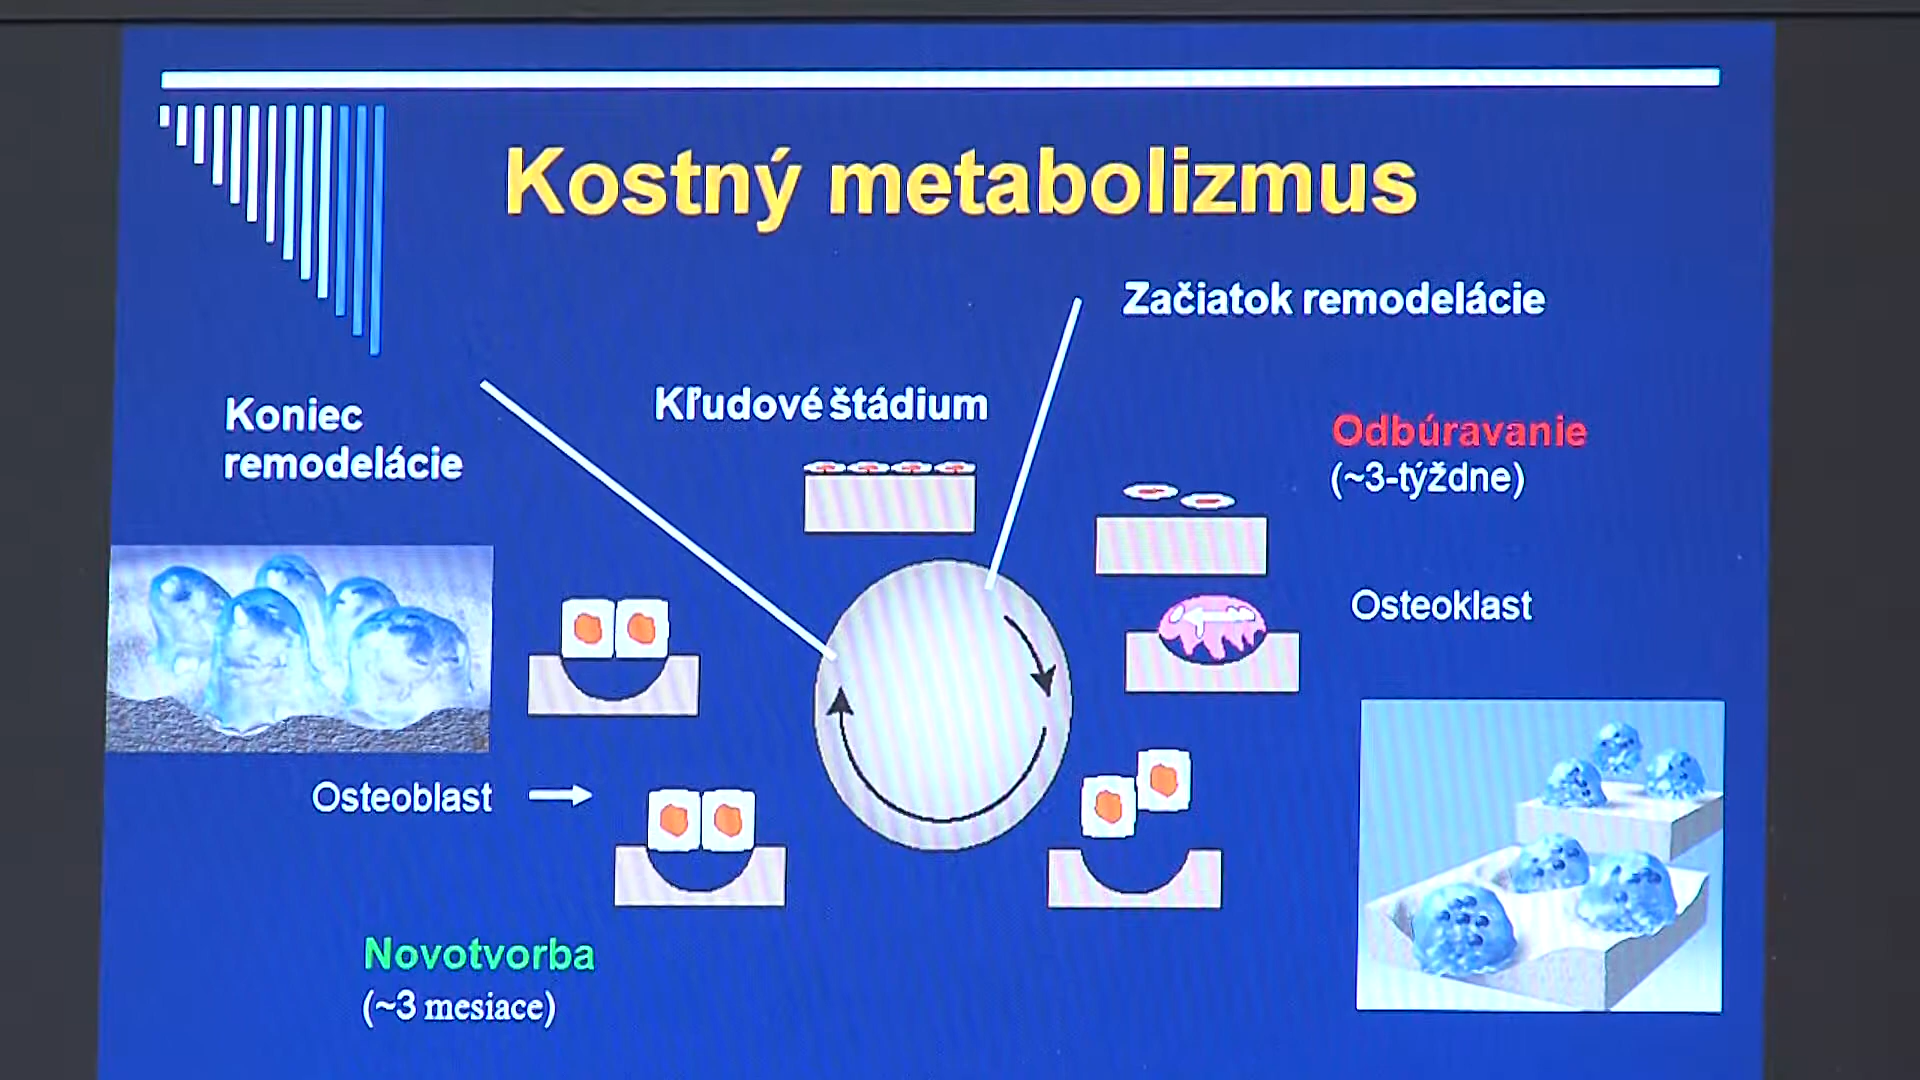 Kostný metabolizmus
Začiatok remodelácie
Kľudové štádium
Koniec
remodelácie
Odbúravanie
(~3-týždne)
Osteoklast
Osteoblast
Novotvorba
(~3 mesiace)